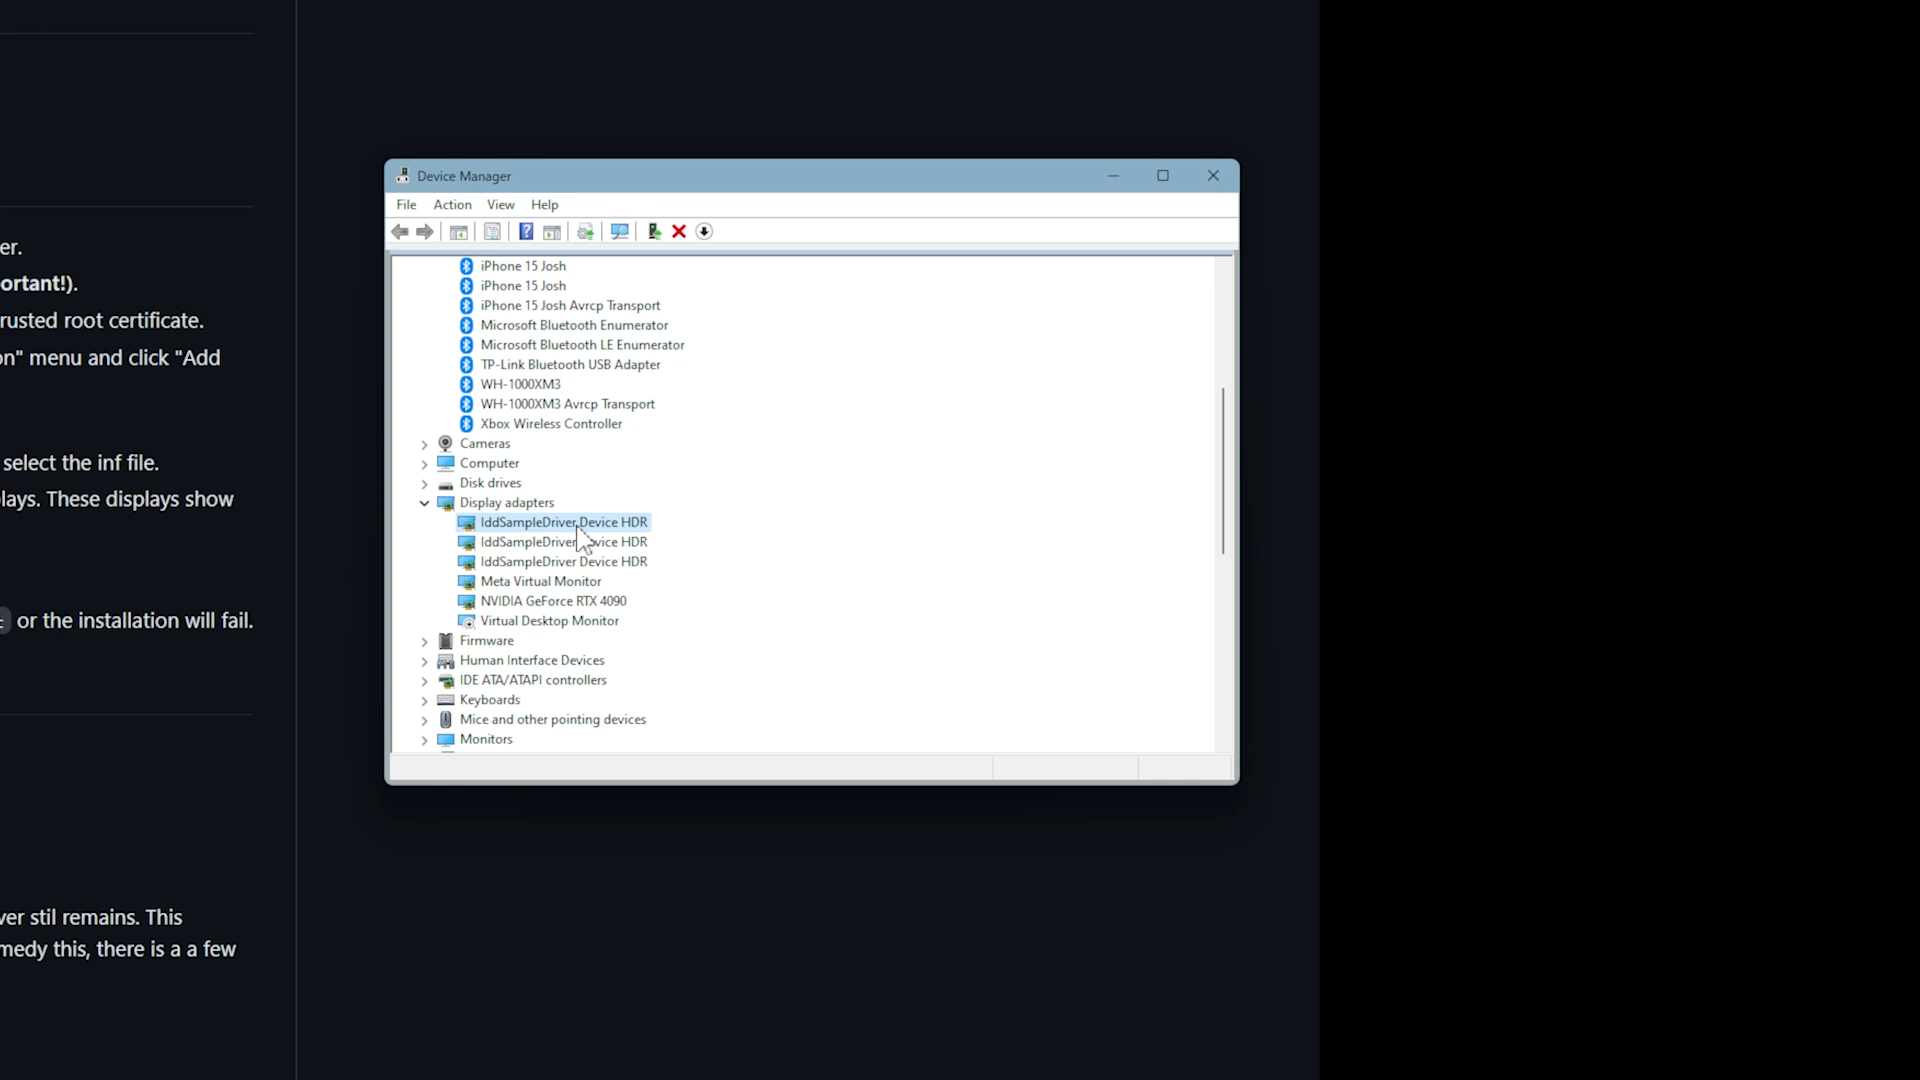 er.
ortant!).
rusted root certificate.
on" menu and click "Add
select the inf file.
lays. These displays show
or the installation will fail.
ver stil remains. This
medy this, there is a a few
Device Manager
File Action View Help
iPhone 15 Josh
iPhone 15 Josh
iPhone 15 Josh Avrcp Transport
Microsoft Bluetooth Enumerator
Microsoft Bluetooth LE Enumerator
TP-Link Bluetooth USB Adapter
WH-1000XM3
WH-1000XM3 Avrcp Transport
Xbox Wireless Controller
Cameras
Computer
Disk drives
Display adapters
IddSampleDriver Device HDR
IddSampleDriver vice HDR
IddSampleDriver Device HDR
Meta Virtual Monitor
NVIDIA GeForce RTX 4090
Virtual Desktop Monitor
Firmware
Human Interface Devices
IDE ATA/ATAPI controllers
Keyboards
Mice and other pointing devices
Monitors